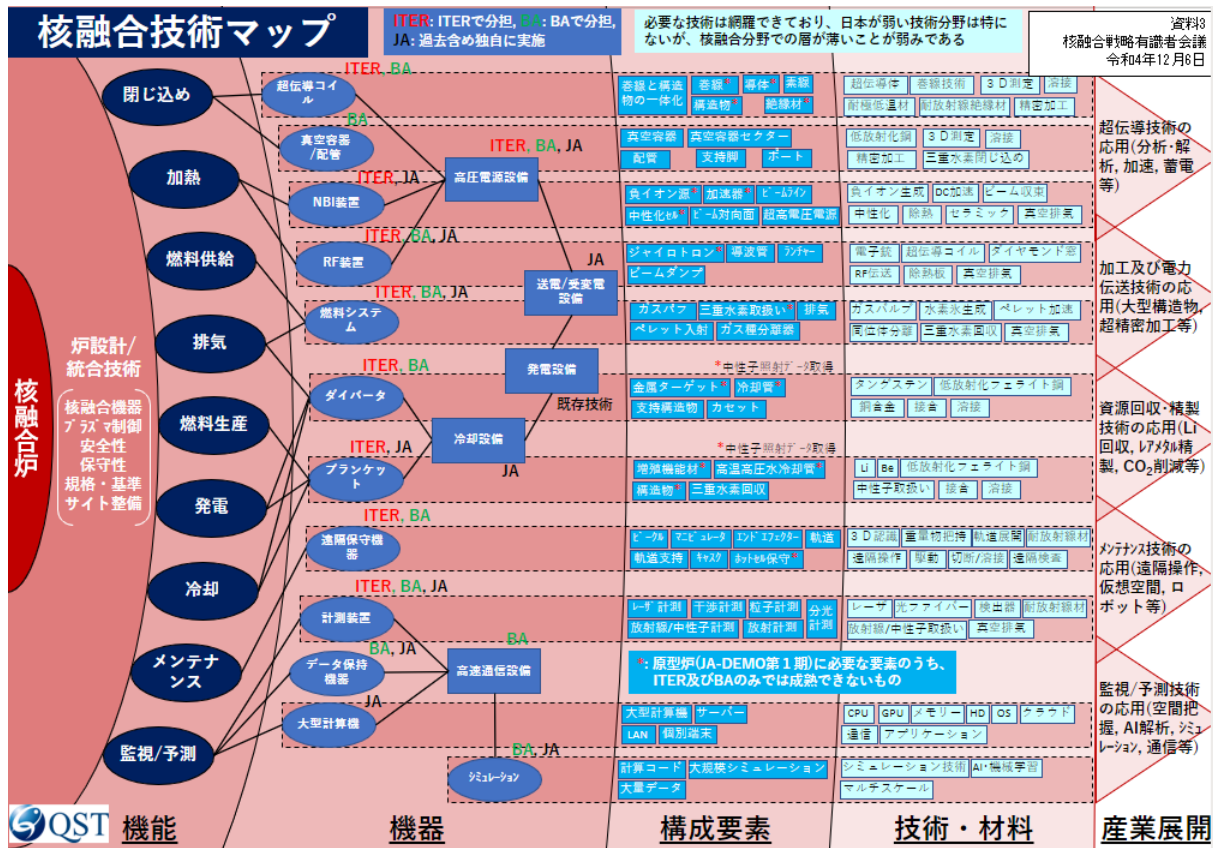 核融合技術マップ
ITER: ITERで分担, BA: BAで分担,
JA: 過去含め独自に実施
必要な技術は網羅できており、日本が弱い技術分野は特に
ないが、核融合分野での層が薄いことが弱みである
資料3
核融合戦略有識者会議
令和4年12月6日
核融合炉
炉設計/
統合技術
核融合機器
プラズマ制御
安全性
保守性
規格・基準
サイト整備
閉じ込め
加熱
燃料供給
排気
燃料生産
発電
冷却
メンテナ
ンス
監視/予測
ITER, BA
超伝導コイ
ル
BA
真空容器
/配管
ITER, JA
NBI装置
ITER, BA, JA
RF装置
ITER, BA, JA
燃料システ
ム
ITER, BA
ダイバータ
ITER, JA
ブランケッ
ト
ITER, BA
遠隔保守機
器
ITER, BA, JA
計測装置
BA, JA
データ保持
機器
JA
大型計算機
BA, JA
シミュレーション
ITER, BA, JA
高圧電源設備
JA
送電/受変電
設備
発電設備
既存技術
冷却設備
JA
BA
高速通信設備
巻線と構造
物の一体化
巻線*
導体*
素線
構造物*
絶縁材*
超伝導体
巻線技術
3D測定
溶接
耐極低温材
耐放射線絶縁材
精密加工
真空容器
真空容器セクター
配管
支持脚
ポート
低放射化鋼
3D測定
溶接
精密加工
三重水素閉じ込め
負イオン源*
加速器*
ビームライン
中性化セル*
ビーム対向面
超高電圧電源
負イオン生成
DC加速
ビーム収束
中性化
除熱
セラミック
真空排気
ジャイロトロン*
導波管
ランチャー
ビームダンプ
電子銃
超伝導コイル
ダイヤモンド窓
RF伝送
除熱板
真空排気
ガスパフ
三重水素取扱い*
排気
ペレット入射
ガス種分離器
ガスバルブ
水素氷生成
ペレット加速
同位体分離
三重水素回収
真空排気
*中性子照射データ取得
金属ターゲット*
冷却管*
支持構造物
カセット
タングステン
低放射化フェライト鋼
銅合金
接合
溶接
*中性子照射データ取得
増殖機能材*
高温高圧水冷却管*
構造物*
三重水素回収
Li
Be
低放射化フェライト鋼
中性子取扱い
接合
溶接
ビークル
マニピュレータ
エンドエフェクター
軌道
軌道支持
キャスク
ホットセル保守*
3D認識
重量物把持
軌道展開
耐放射線材
遠隔操作
駆動
切断/溶接
遠隔検査
レーザ計測
干渉計測
粒子計測
分光
計測
放射線/中性子計測
放射計測
レーザ
光ファイバー
検出器
耐放射線材
放射線/中性子取扱い
真空排気
*: 原型炉(JA-DEMO第1期)に必要な要素のうち、
ITER及びBAのみでは成熟できないもの
大型計算機
サーバー
LAN
個別端末
CPU
GPU
メモリー
HD
OS
クラウド
通信
アプリケーション
計算コード
大規模シミュレーション
大量データ
シミュレーション技術
AI・機械学習
マルチスケール
超伝導技術の
応用(分析・解
析, 加速, 蓄電
等)
加工及び電力
伝送技術の応
用(大型構造物,
超精密加工等)
資源回収・精製
技術の応用(Li
回収, レアメタル精
製, CO₂削減等)
メンテナンス技術の
応用(遠隔操作,
仮想空間, ロ
ボット等)
監視/予測技術
の応用(空間把
握, AI解析, シミュ
レーション, 通信等)
QST
機能
機器
構成要素
技術・材料
産業展開